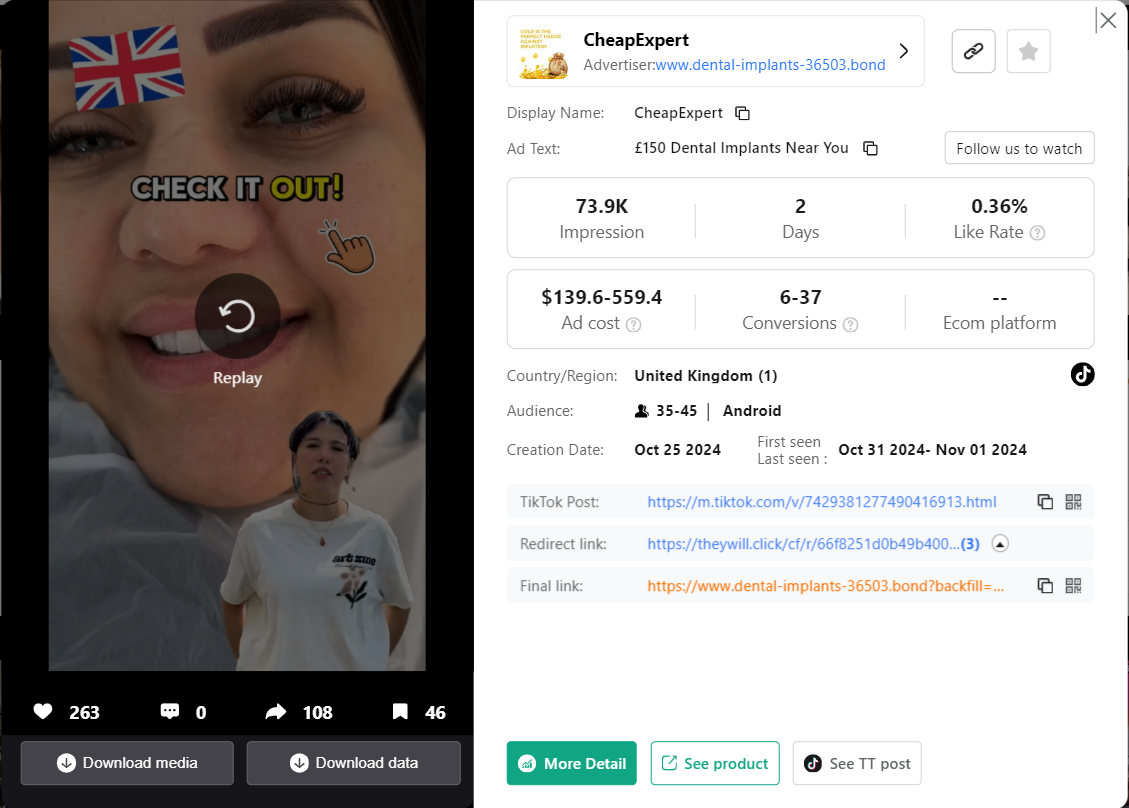 CHECK IT OUT!
Replay
263
0
108
46
Download media
Download data
GOLD IS THE
PERFECT HEDGE
AGAINST
INFLATION
CheapExpert
Advertiser:www.dental-implants-36503.bond
Display Name: CheapExpert
Ad Text: £150 Dental Implants Near You
Follow us to watch
73.9K 2 0.36%
Impression Days Like Rate
$139.6-559.4 6-37 --
Ad cost Conversions Ecom platform
Country/Region: United Kingdom (1)
Audience: 35-45 | Android
Creation Date: Oct 25 2024
First seen
Last seen : Oct 31 2024- Nov 01 2024
TikTok Post: https://m.tiktok.com/v/7429381277490416913.html
Redirect link: https://theywill.click/cf/r/66f8251d0b49b400...(3)
Final link: https://www.dental-implants-36503.bond?backfill=...
More Detail
See product
See TT post